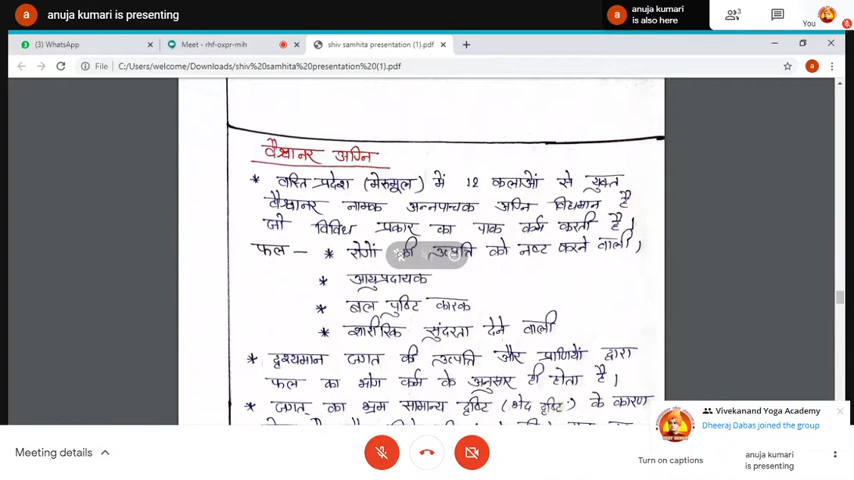 anuja kumari is presenting
anuja kumari
is also here
3
You
(3) WhatsApp
Meet - rhf-oxpr-mih
shiv samhita presentation (1).pdf
File
C:/Users/welcome/Downloads/shiv%20samhita%20presentation%20(1).pdf
वैश्वानर अग्नि
* वस्ति प्रदेश (मेरुमूल) में 12 कलाओं से युक्त
वैश्वानर नामक अन्नपाचक अग्नि विधमान है
जो विविध प्रकार का पाक कर्म करती है।
फल - * रोगों की उत्पत्ति को नष्ट करने वाली,
* आयुप्रदायक
* बल पुष्टि कारक
* शारीरिक सुंदरता देने वाली
* दृश्यमान जगत की उत्पत्ति और प्राणियों द्वारा
फल का भोग कर्म के अनुसार ही होता है।
* जगत् का भ्रम सामान्य दृष्टि (भेद दृष्टि) के कारण
Vivekanand Yoga Academy
Dheeraj Dabas joined the group
Meeting details
Turn on captions
anuja kumari
is presenting